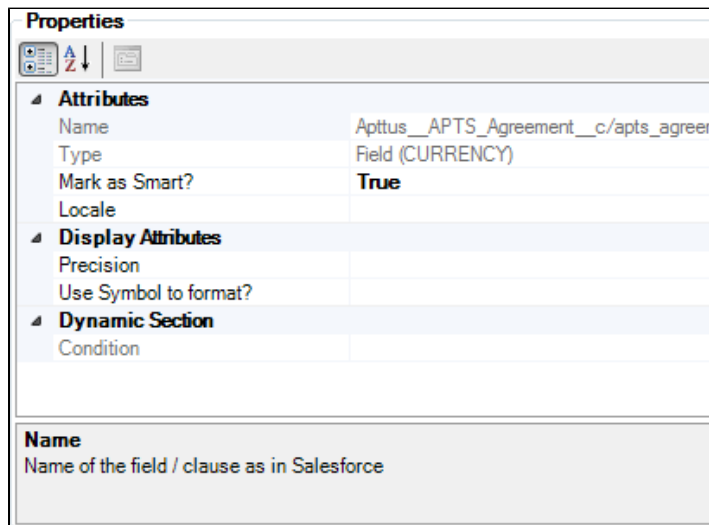 Properties
A
Z
Attributes
Name Apttus__APTS_Agreement__c/apts_agreer
Type Field (CURRENCY)
Mark as Smart? True
Locale
Display Attributes
Precision
Use Symbol to format?
Dynamic Section
Condition
Name
Name of the field / clause as in Salesforce